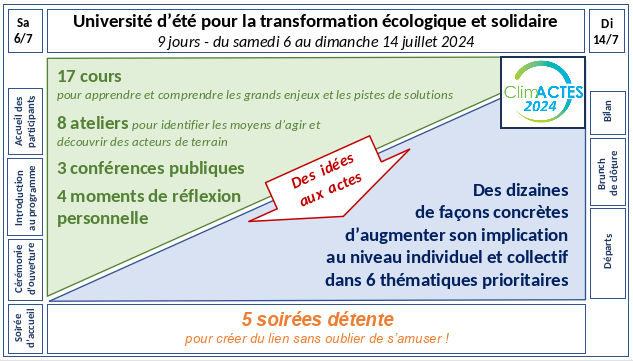 Sa
6/7
Université d’été pour la transformation écologique et solidaire
9 jours - du samedi 6 au dimanche 14 juillet 2024
Di
14/7
Accueil des
participants
Introduction
au programme
Cérémonie
d’ouverture
Soirée
d’accueil
17 cours
pour apprendre et comprendre les grands enjeux et les pistes de solutions
8 ateliers pour identifier les moyens d’agir et
découvrir des acteurs de terrain
3 conférences publiques
4 moments de réflexion
personnelle
Des idées
aux actes
ClimACTES
2024
Des dizaines
de façons concrètes
d’augmenter son implication
au niveau individuel et collectif
dans 6 thématiques prioritaires
Bilan
Brunch
de clôture
Départs
5 soirées détente
pour créer du lien sans oublier de s’amuser !